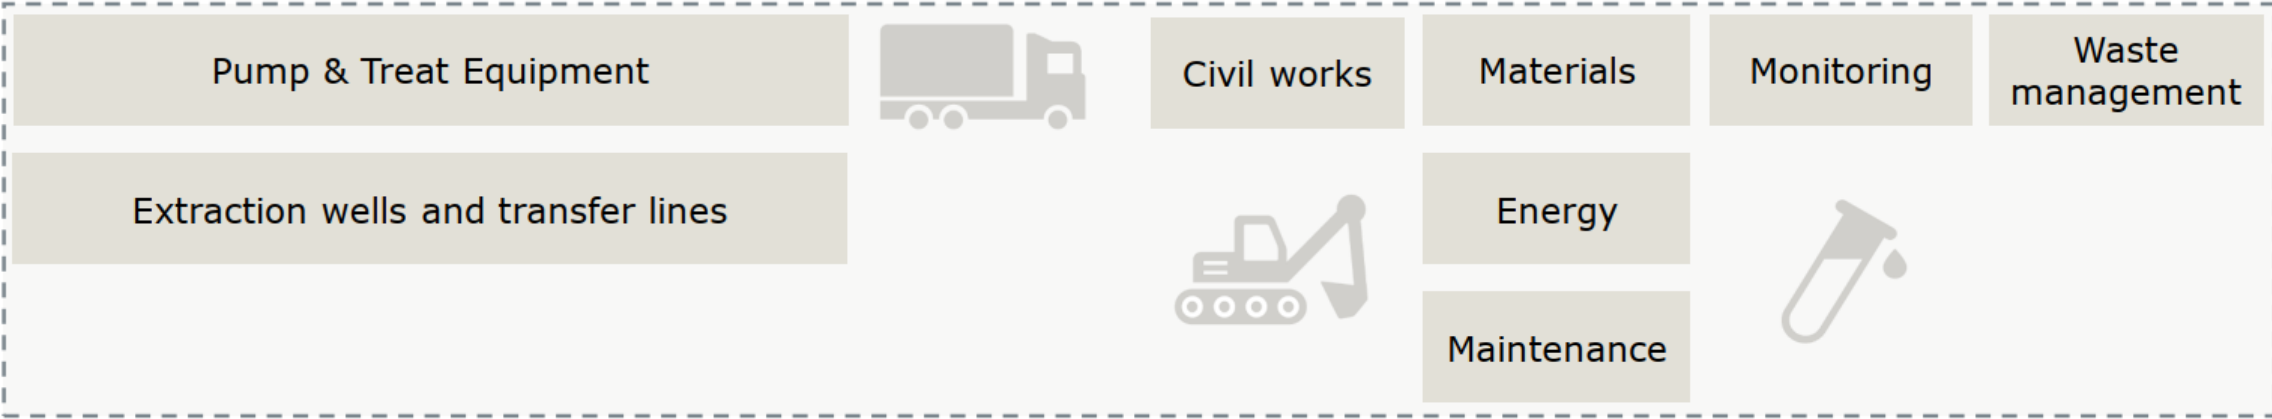 Pump & Treat Equipment
Civil works
Materials
Monitoring
Waste
management
Extraction wells and transfer lines
Energy
Maintenance